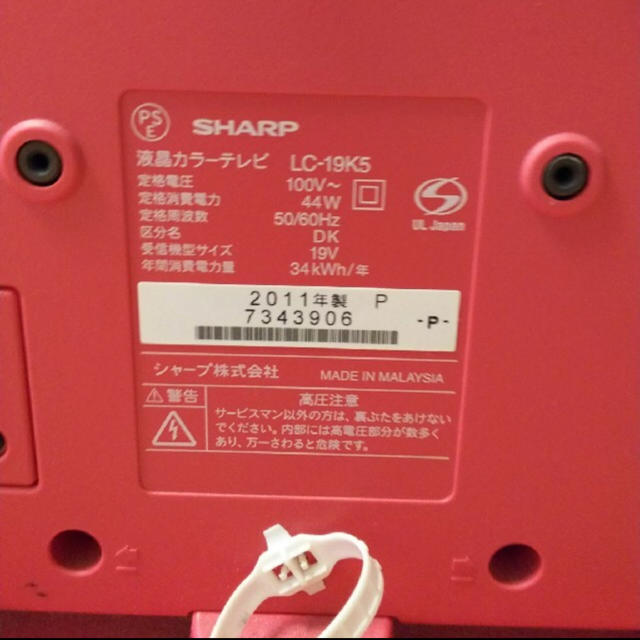 PSE SHARP
液晶カラーテレビ LC-19K5
定格電圧 100V~
定格消費電力 44W
定格周波数 50/60Hz
区分名 DK
受信機型サイズ 19V
年間消費電力量 34kWh/年
UL Japan
2011年製 P
7343906 -P-
シャープ株式会社 MADE IN MALAYSIA
警告 高圧注意
サービスマン以外の方は、裏ぶたをあけない
でください。内部には高電圧部分が数多く
あり、万一さわると危険です。